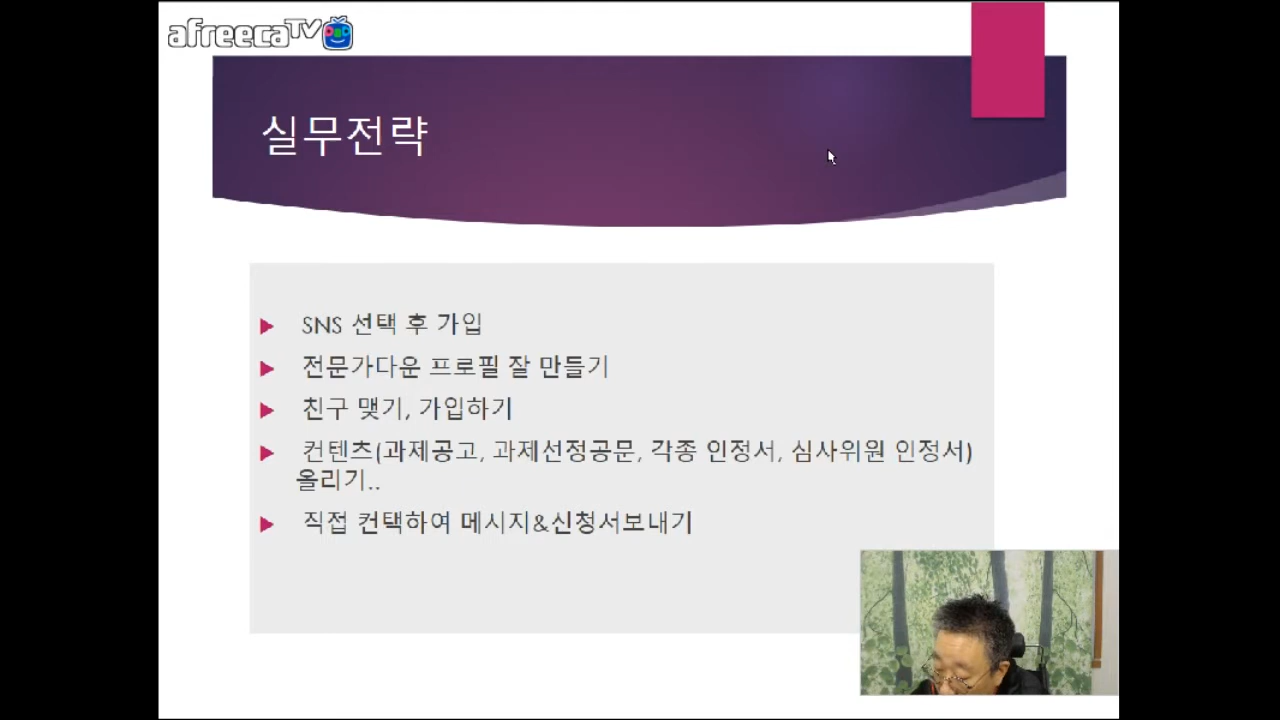 afreecaTV
실무전략
SNS 선택 후 가입
전문가다운 프로필 잘 만들기
친구 맺기, 가입하기
컨텐츠(과제공고, 과제선정공문, 각종 인정서, 심사위원 인정서)
올리기..
직접 컨택하여 메시지&신청서보내기